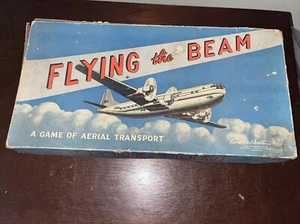 FLYING the BEAM
A GAME OF AERIAL TRANSPORT